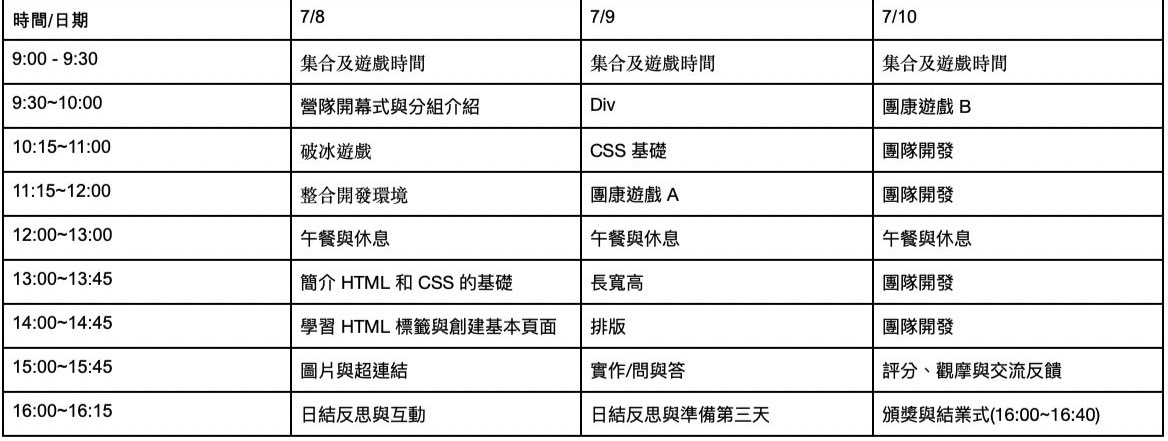 時間/日期 7/8 7/9 7/10
9:00 - 9:30 集合及遊戲時間 集合及遊戲時間 集合及遊戲時間
9:30~10:00 營隊開幕式與分組介紹 Div 團康遊戲 B
10:15~11:00 破冰遊戲 CSS 基礎 團隊開發
11:15~12:00 整合開發環境 團康遊戲 A 團隊開發
12:00~13:00 午餐與休息 午餐與休息 午餐與休息
13:00~13:45 簡介 HTML 和 CSS 的基礎 長寬高 團隊開發
14:00~14:45 學習 HTML 標籤與創建基本頁面 排版 團隊開發
15:00~15:45 圖片與超連結 實作/問與答 評分、觀摩與交流反饋
16:00~16:15 日結反思與互動 日結反思與準備第三天 頒獎與結業式(16:00~16:40)